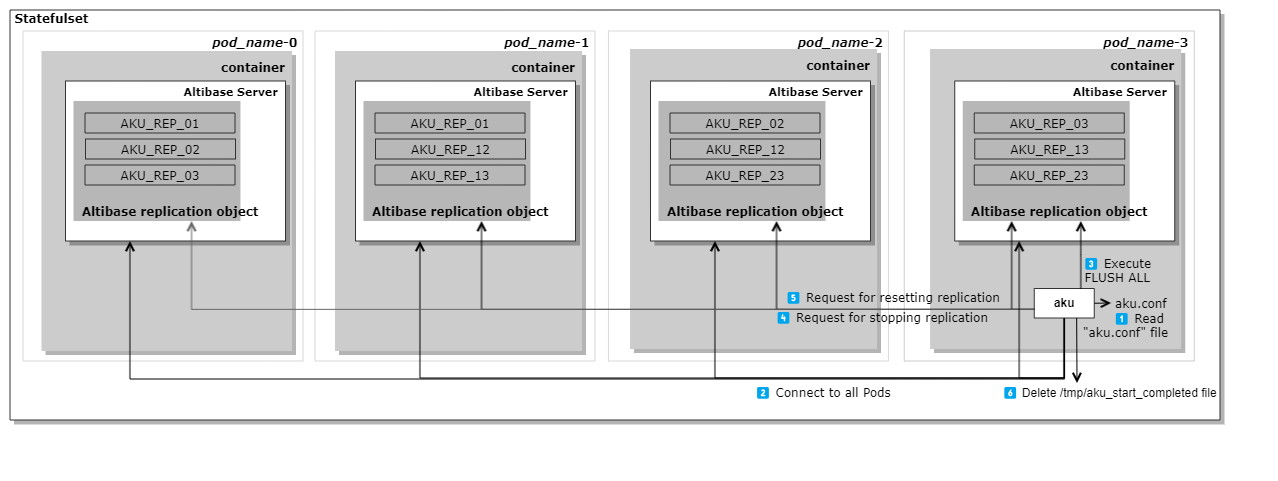 Statefulset
pod_name-0
container
Altibase Server
AKU_REP_01
AKU_REP_02
AKU_REP_03
Altibase replication object
pod_name-1
container
Altibase Server
AKU_REP_01
AKU_REP_12
AKU_REP_13
Altibase replication object
pod_name-2
container
Altibase Server
AKU_REP_02
AKU_REP_12
AKU_REP_23
Altibase replication object
pod_name-3
container
Altibase Server
AKU_REP_03
AKU_REP_13
AKU_REP_23
Altibase replication object
3 Execute
FLUSH ALL
5 Request for resetting replication
4 Request for stopping replication
aku
aku.conf
1 Read
"aku.conf" file
2 Connect to all Pods
6 Delete /tmp/aku_start_completed file